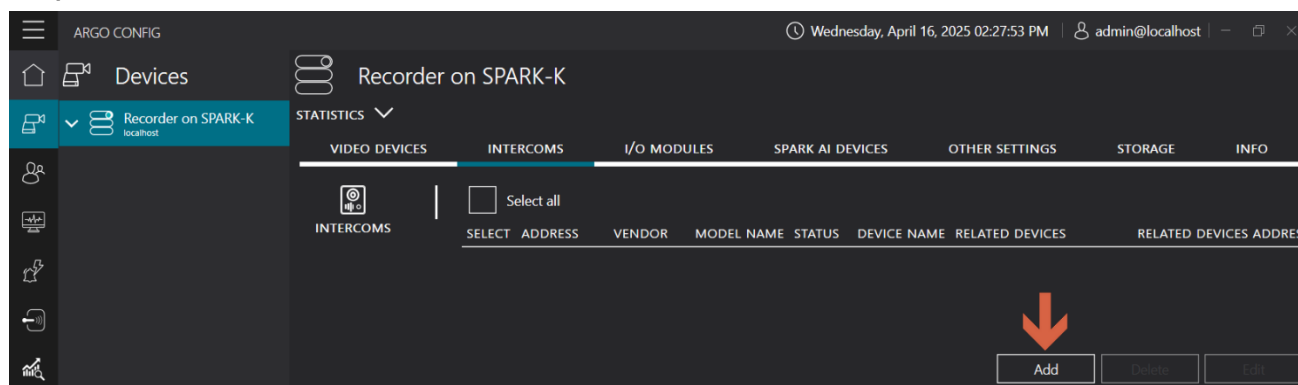 ARGO CONFIG
Wednesday, April 16, 2025 02:27:53 PM
admin@localhost
Devices
Recorder on SPARK-K
Recorder on SPARK-K
localhost
STATISTICS
VIDEO DEVICES INTERCOMS I/O MODULES SPARK AI DEVICES OTHER SETTINGS STORAGE INFO
INTERCOMS
Select all
SELECT ADDRESS VENDOR MODEL NAME STATUS DEVICE NAME RELATED DEVICES RELATED DEVICES ADDRES
Add Delete Edit